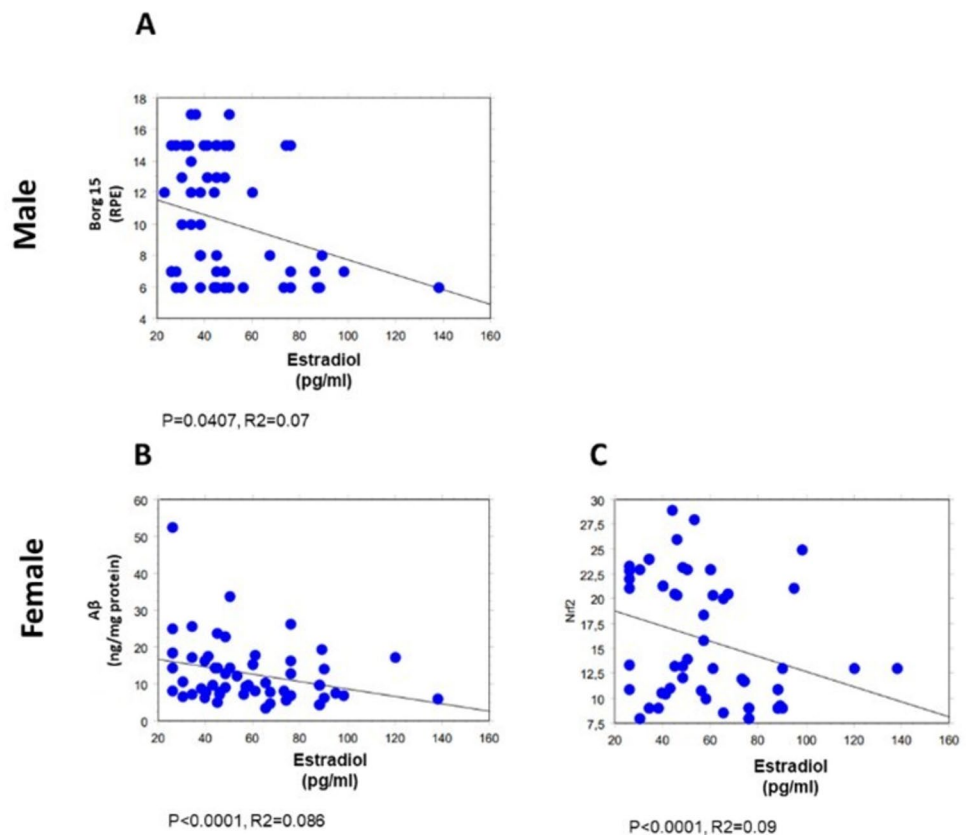 A
Male
Borg 15
(RPE)
18
16
14
12
10
8
6
4
20 40 60 80 100 120 140 160
Estradiol
(pg/ml)
P=0.0407, R2=0.07
B
Female
Aβ
(ng/mg protein)
60
50
40
30
20
10
0
20 40 60 80 100 120 140 160
Estradiol
(pg/ml)
P<0.0001, R2=0.086
C
Nrf2
30
27,5
25
22,5
20
17,5
15
12,5
10
7,5
20 40 60 80 100 120 140 160
Estradiol
(pg/ml)
P<0.0001, R2=0.09